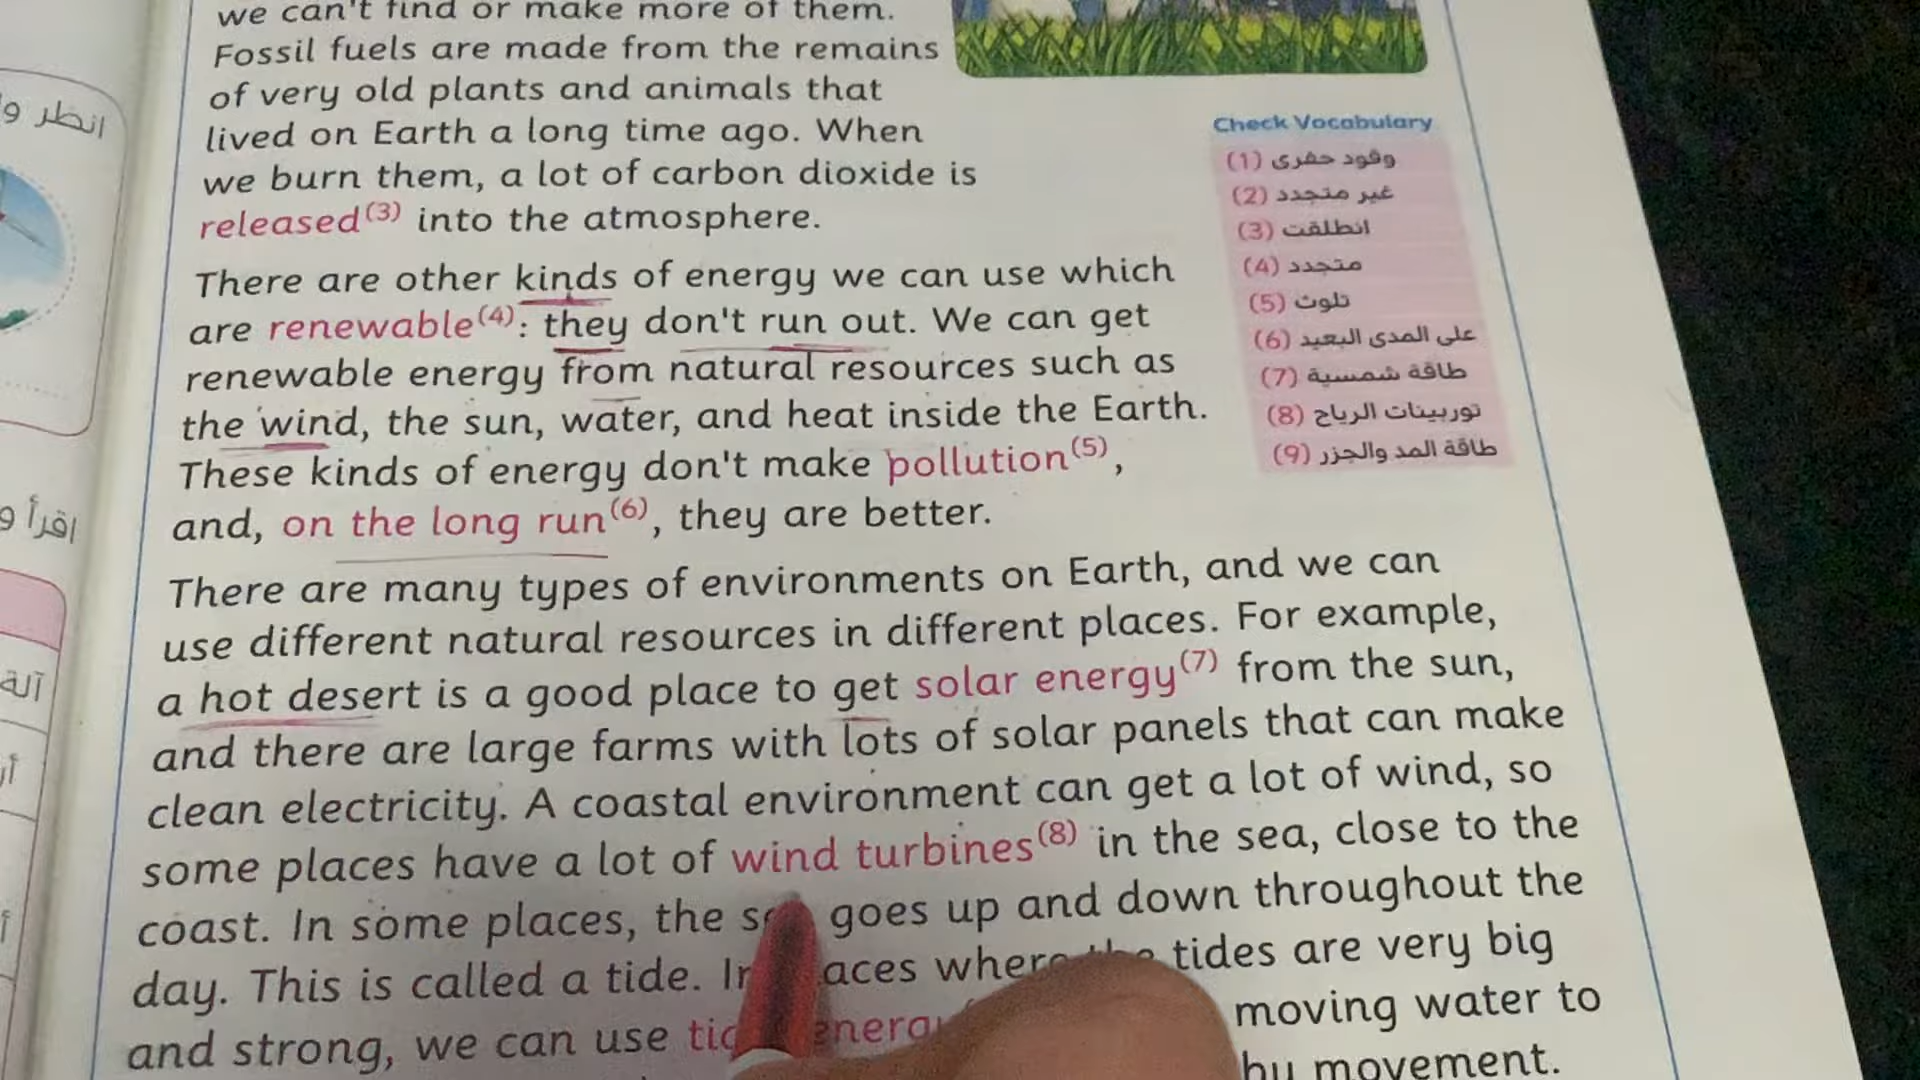 we can't find or make more of them.
Fossil fuels are made from the remains
of very old plants and animals that
lived on Earth a long time ago. When
we burn them, a lot of carbon dioxide is
released(3) into the atmosphere.
There are other kinds of energy we can use which
are renewable(4): they don't run out. We can get
renewable energy from natural resources such as
the wind, the sun, water, and heat inside the Earth.
These kinds of energy don't make pollution(5),
and, on the long run(6), they are better.
There are many types of environments on Earth, and we can
use different natural resources in different places. For example,
a hot desert is a good place to get solar energy(7) from the sun,
and there are large farms with lots of solar panels that can make
clean electricity. A coastal environment can get a lot of wind, so
some places have a lot of wind turbines(8) in the sea, close to the
coast. In some places, the goes up and down throughout the
day. This is called a tide. tides are very big
and strong, we can use moving water to
movement.
Check Vocabulary
(1) وقود حفرى
(2) غير متجدد
(3) انطلقت
(4) متجدد
(5) تلوث
(6) على المدى البعيد
(7) طاقة شمسية
(8) توربينات الرياح
(9) طاقة المد والجزر
انظر
اقرأ
آلة